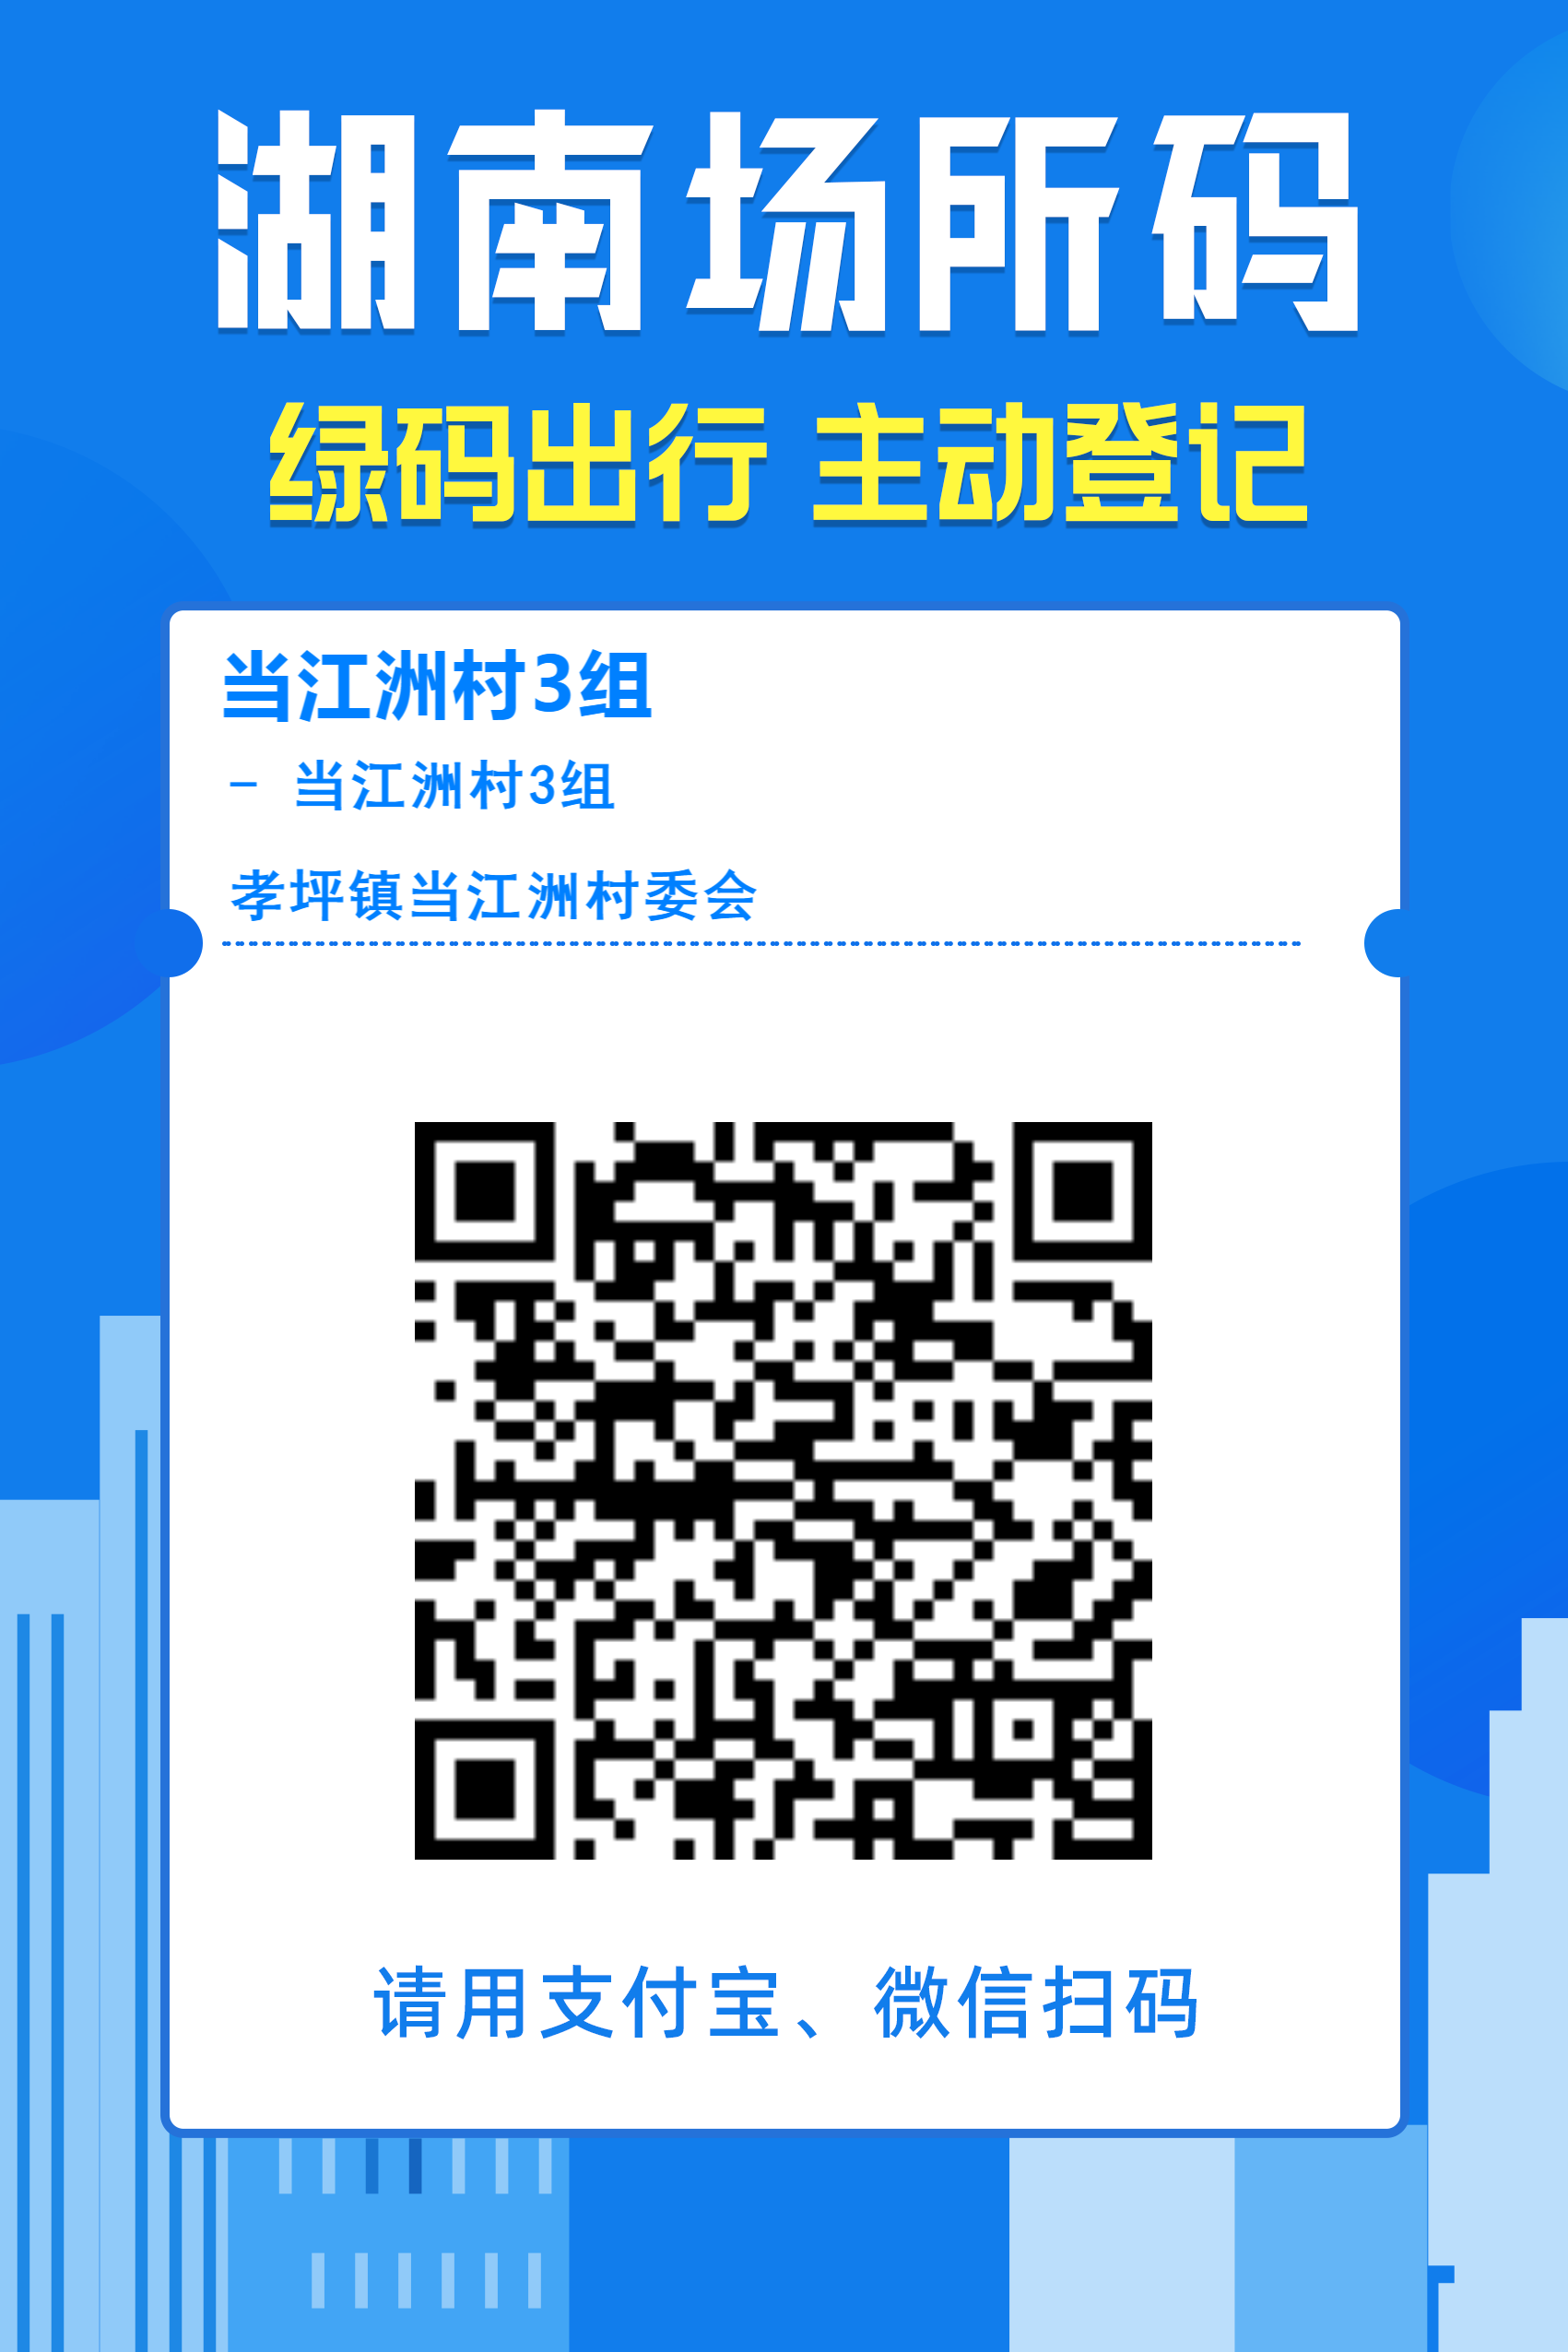 湖南场所码
绿码出行 主动登记
当江洲村3组
- 当江洲村3组
孝坪镇当江洲村委会
请用支付宝、微信扫码